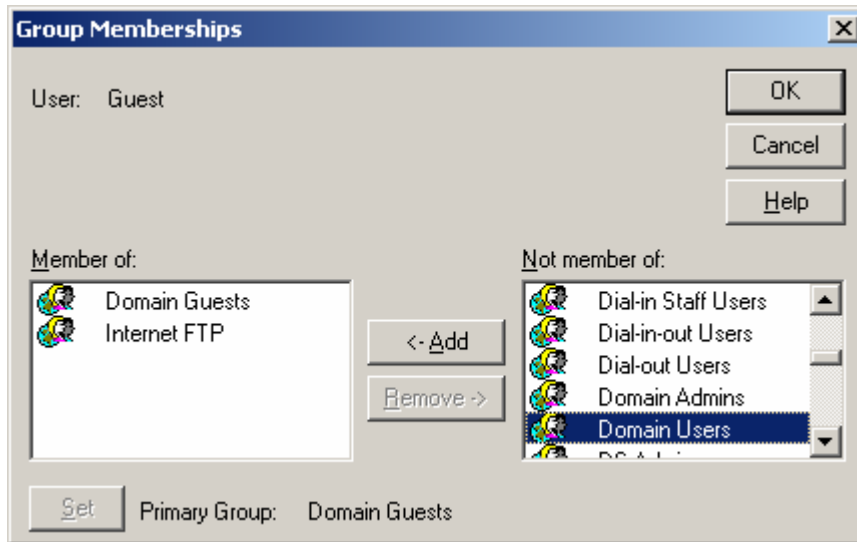 Group Memberships
User: Guest
OK
Cancel
Help
Member of:
Domain Guests
Internet FTP
<- Add
Remove ->
Not member of:
Dial-in Staff Users
Dial-in-out Users
Dial-out Users
Domain Admins
Domain Users
Set
Primary Group: Domain Guests